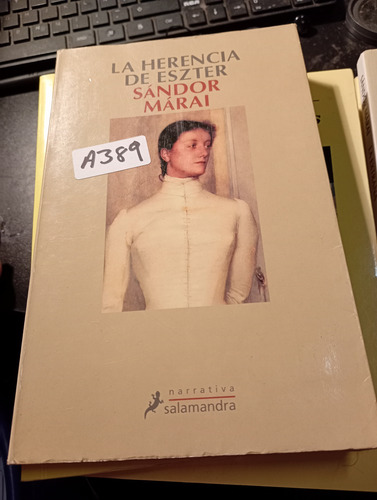 LA HERENCIA
DE ESZTER
SÁNDOR
MÁRAI
A389
narrativa
salamandra